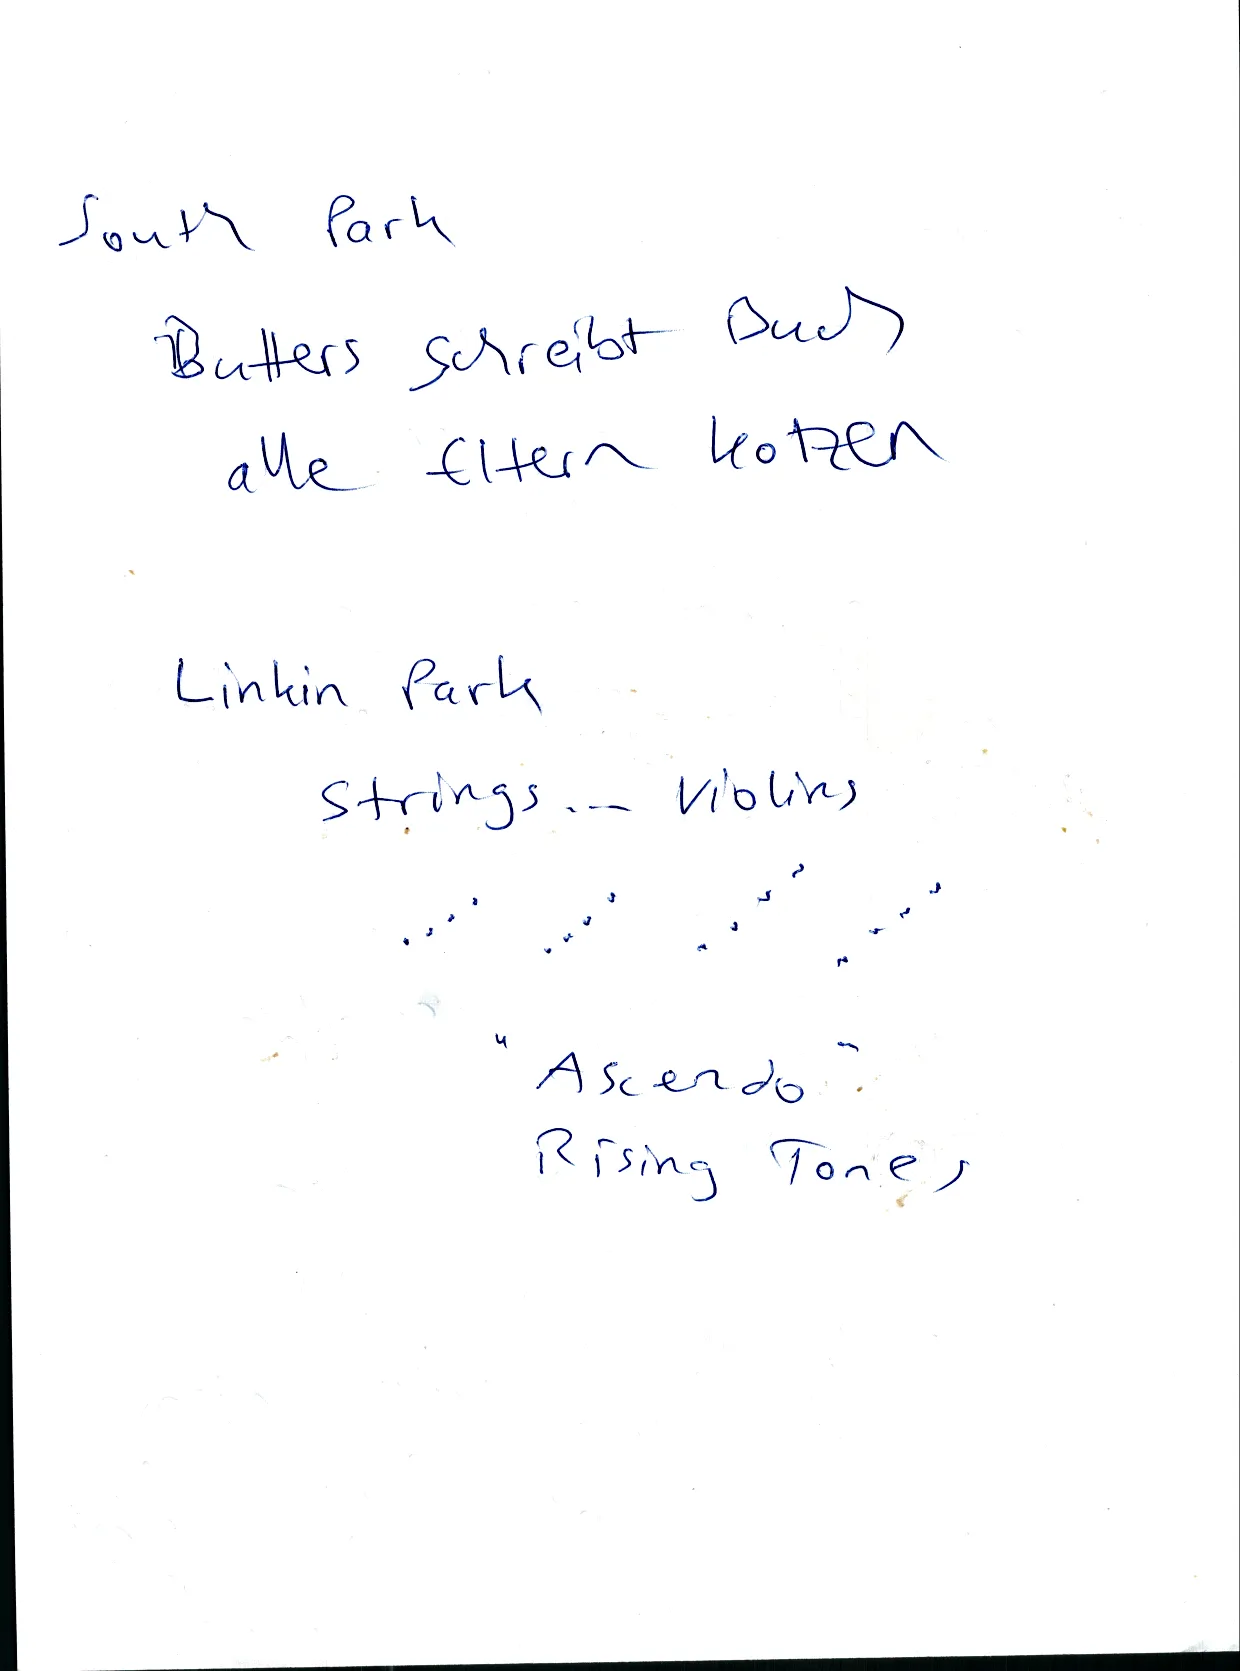 South Park
Butters schreibt Buch
alle Eltern kotzen
Linkin Park
Strings... Violins
"Ascendo"
Rising Tones